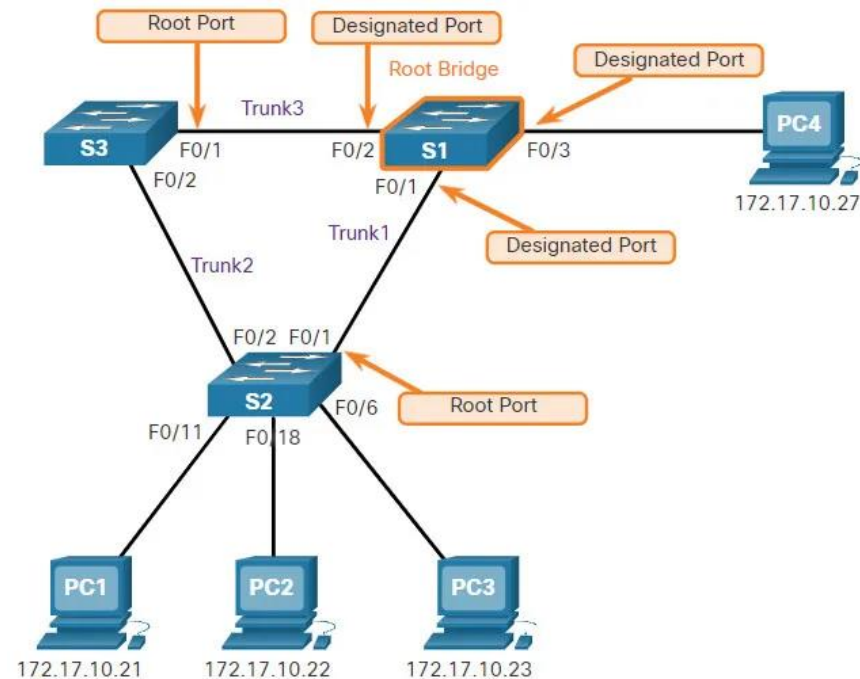 Root Port
Designated Port
Root Bridge
Designated Port
Trunk3
S3
F0/1
F0/2
S1
F0/3
PC4
F0/2
F0/1
172.17.10.27
Trunk1
Designated Port
Trunk2
F0/2 F0/1
S2
F0/6
Root Port
F0/11
F0/18
PC1
PC2
PC3
172.17.10.21
172.17.10.22
172.17.10.23